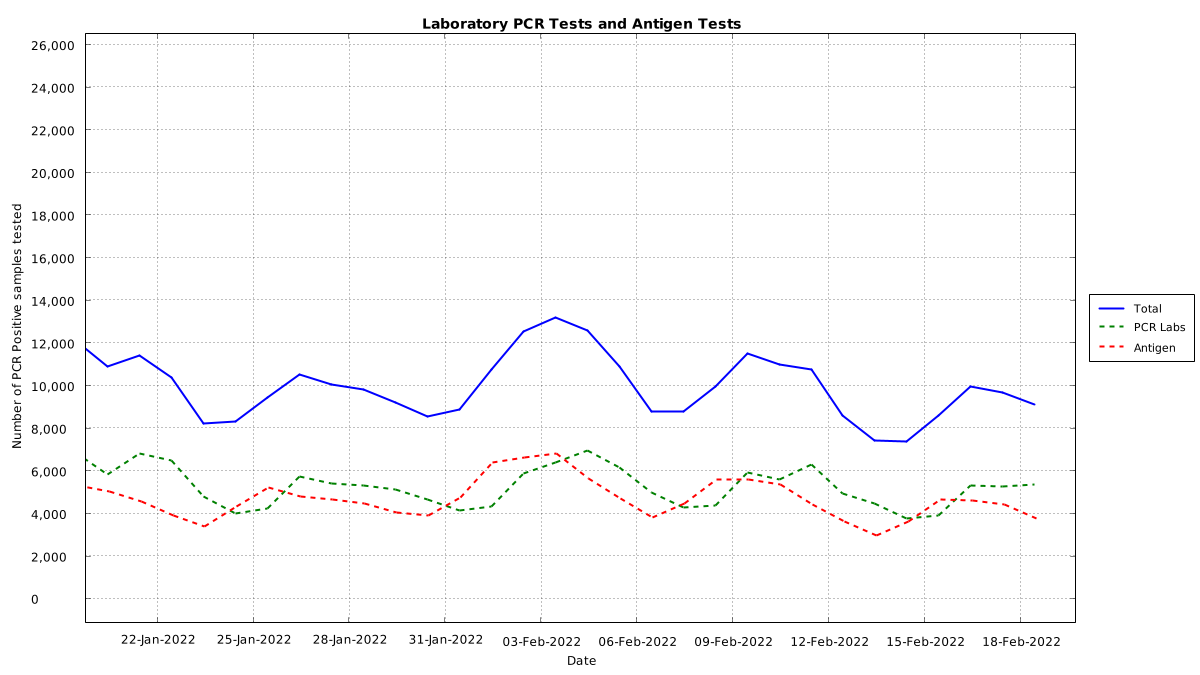 Laboratory PCR Tests and Antigen Tests
26,000
24,000
22,000
20,000
18,000
16,000
14,000
12,000
10,000
8,000
6,000
4,000
2,000
0
Number of PCR Positive samples tested
22-Jan-2022 25-Jan-2022 28-Jan-2022 31-Jan-2022 03-Feb-2022 06-Feb-2022 09-Feb-2022 12-Feb-2022 15-Feb-2022 18-Feb-2022
Date
Total
PCR Labs
Antigen